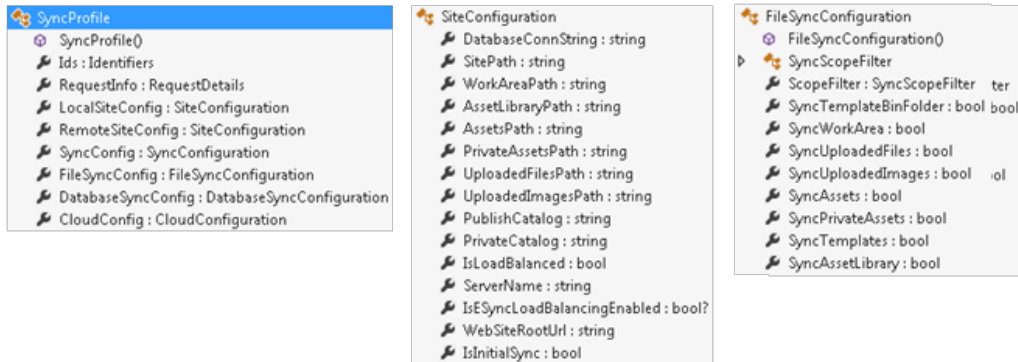 SyncProfile
SyncProfile()
Ids : Identifiers
RequestInfo : RequestDetails
LocalSiteConfig : SiteConfiguration
RemoteSiteConfig : SiteConfiguration
SyncConfig : SyncConfiguration
FileSyncConfig : FileSyncConfiguration
DatabaseSyncConfig : DatabaseSyncConfiguration
CloudConfig : CloudConfiguration
SiteConfiguration
DatabaseConnString : string
SitePath : string
WorkAreaPath : string
AssetLibraryPath : string
AssetsPath : string
PrivateAssetsPath : string
UploadedFilesPath : string
UploadedImagesPath : string
PublishCatalog : string
PrivateCatalog : string
IsLoadBalanced : bool
ServerName : string
IsESyncLoadBalancingEnabled : bool?
WebSiteRootUrl : string
IsInitialSync : bool
FileSyncConfiguration
FileSyncConfiguration()
SyncScopeFilter
ScopeFilter : SyncScopeFilter ter
SyncTemplateBinFolder : bool bool
SyncWorkArea : bool
SyncUploadedFiles : bool
SyncUploadedImages : bool ol
SyncAssets : bool
SyncPrivateAssets : bool
SyncTemplates : bool
SyncAssetLibrary : bool